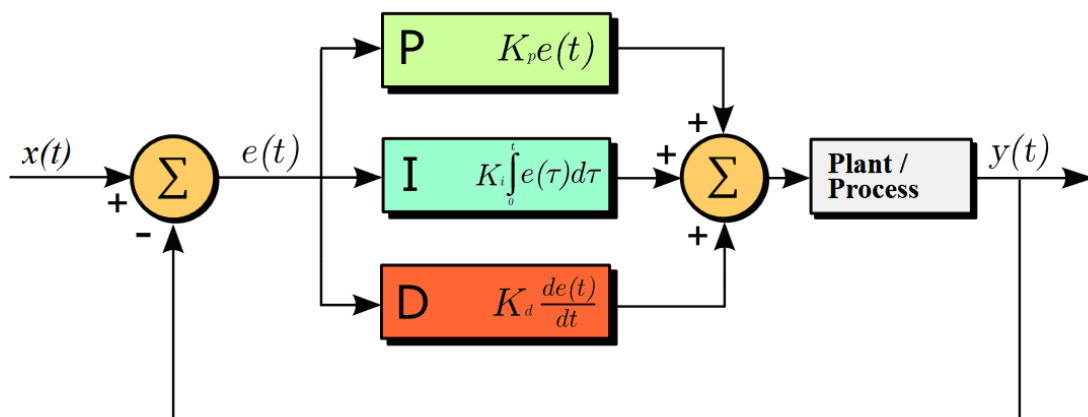 P K_p e(t)
x(t)
+
-
Σ
e(t)
I K_i ∫_0^t e(τ)dτ
D K_d de(t)/dt
+
+
+
Σ
Plant /
Process
y(t)